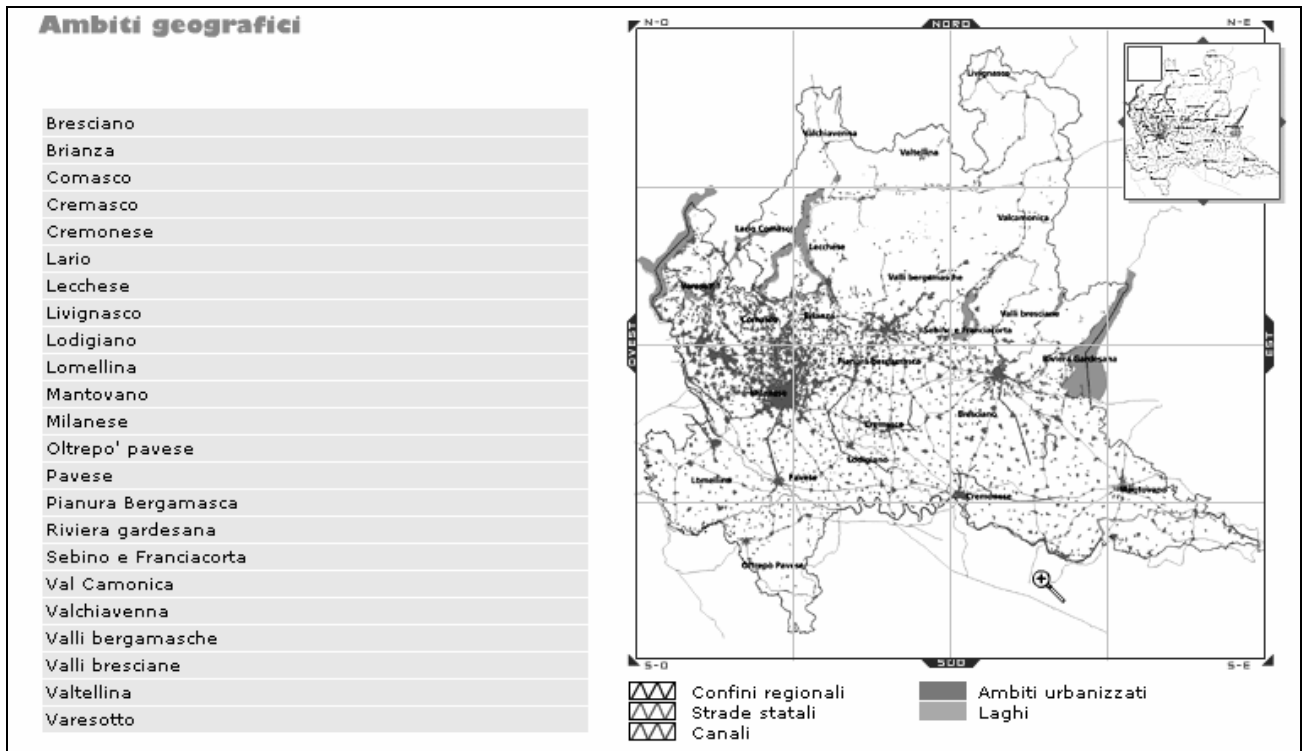 Ambiti geografici
Bresciano
Brianza
Comasco
Cremasco
Cremonese
Lario
Lecchese
Livignasco
Lodigiano
Lomellina
Mantovano
Milanese
Oltrepo' pavese
Pavese
Pianura Bergamasca
Riviera gardesana
Sebino e Franciacorta
Val Camonica
Valchiavenna
Valli bergamasche
Valli bresciane
Valtellina
Varesotto
N-O
NORD
N-E
Livignasco
Valchiavenna
Valtellina
Valcamonica
Lario Comasco
Lecchese
Valli bergamasche
Varesotto
Comasco
Brianza
Valli bresciane
Sebino e Franciacorta
OVEST
EST
Pianura Bergamasca
Riviera Gardesana
Milanese
Bresciano
Cremasco
Lodigiano
Lomellina
Pavese
Cremonese
Mantovano
Oltrepò Pavese
S-O
SUD
S-E
Confini regionali
Strade statali
Canali
Ambiti urbanizzati
Laghi